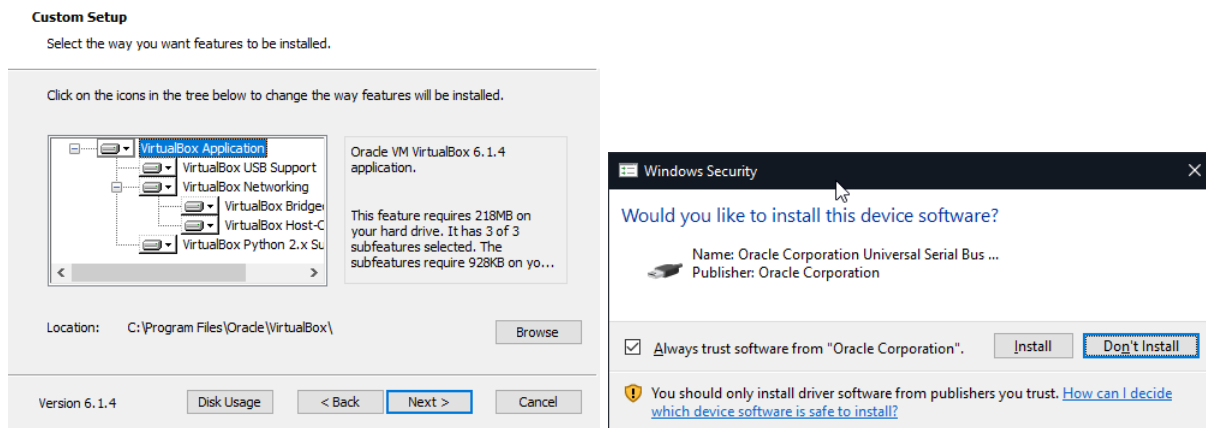 Custom Setup
Select the way you want features to be installed.
Click on the icons in the tree below to change the way features will be installed.
VirtualBox Application
VirtualBox USB Support
VirtualBox Networking
VirtualBox Bridge
VirtualBox Host-C
VirtualBox Python 2.x Su
Oracle VM VirtualBox 6.1.4
application.
This feature requires 218MB on
your hard drive. It has 3 of 3
subfeatures selected. The
subfeatures require 928KB on yo...
Location: C:\Program Files\Oracle\VirtualBox\
Browse
Version 6.1.4
Disk Usage
< Back
Next >
Cancel
Windows Security
Would you like to install this device software?
Name: Oracle Corporation Universal Serial Bus ...
Publisher: Oracle Corporation
Always trust software from "Oracle Corporation".
Install
Don't Install
You should only install driver software from publishers you trust. How can I decide
which device software is safe to install?